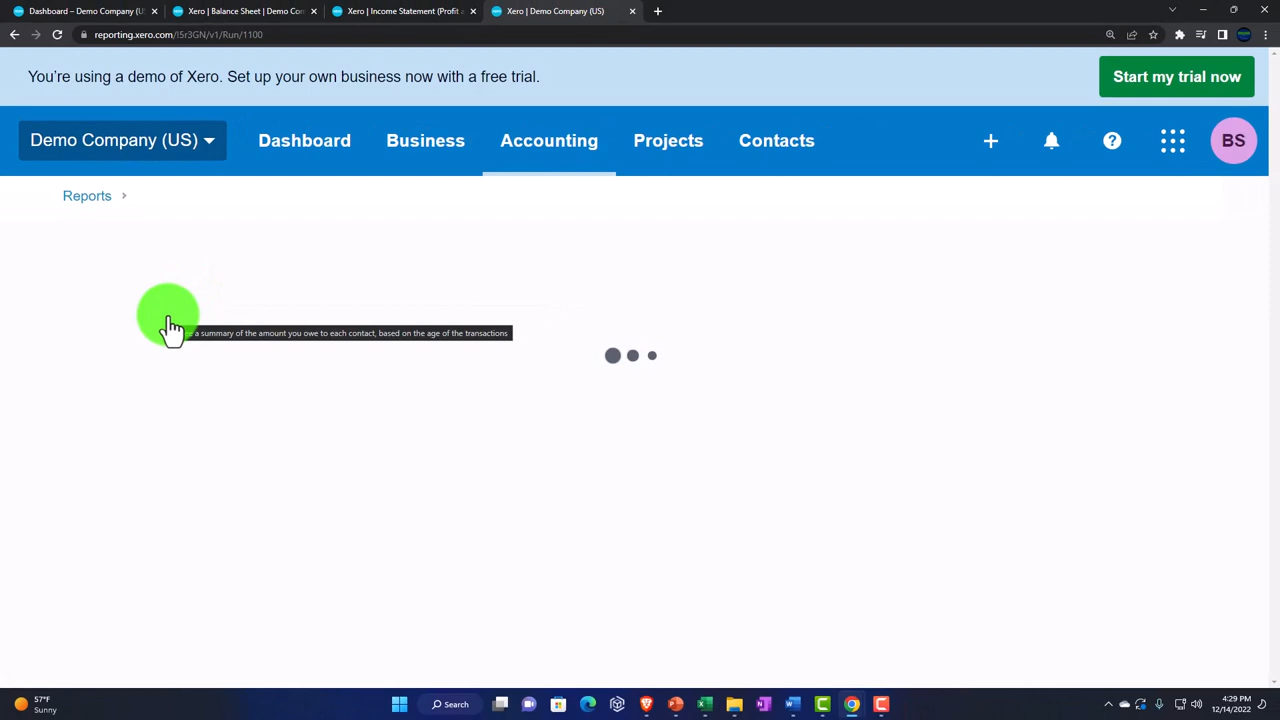 Dashboard – Demo Company (U
Xero | Balance Sheet | Demo Com
Xero | Income Statement (Profit a
Xero | Demo Company (US)
reporting.xero.com/!5r3GN/v1/Run/1100
You're using a demo of Xero. Set up your own business now with a free trial.
Start my trial now
Demo Company (US)
Dashboard
Business
Accounting
Projects
Contacts
BS
Reports
a summary of the amount you owe to each contact, based on the age of the transactions
57°F
Sunny
Search
4:29 PM
12/14/2022